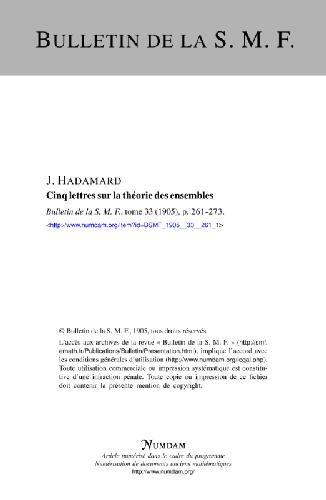 BULLETIN DE LA S. M. F.
J. HADAMARD
Cinq lettres sur la théorie des ensembles
Bulletin de la S. M. F., tome 33 (1905), p. 261-273.
<http://www.numdam.org/item?id=BSMF_1905__33__261_1>
© Bulletin de la S. M. F., 1905, tous droits réservés.
L'accès aux archives de la revue « Bulletin de la S. M. F. » (http://smf.
emath.fr/Publications/Bulletin/Presentation.html), implique l'accord avec
les conditions générales d'utilisation (http://www.numdam.org/legal.php).
Toute utilisation commerciale ou impression systématique est constitu-
tive d'une infraction pénale. Toute copie ou impression de ce fichier
doit contenir la présente mention de copyright.
NUMDAM
Article numérisé dans le cadre du programme
Numérisation de documents anciens mathématiques
http://www.numdam.org/